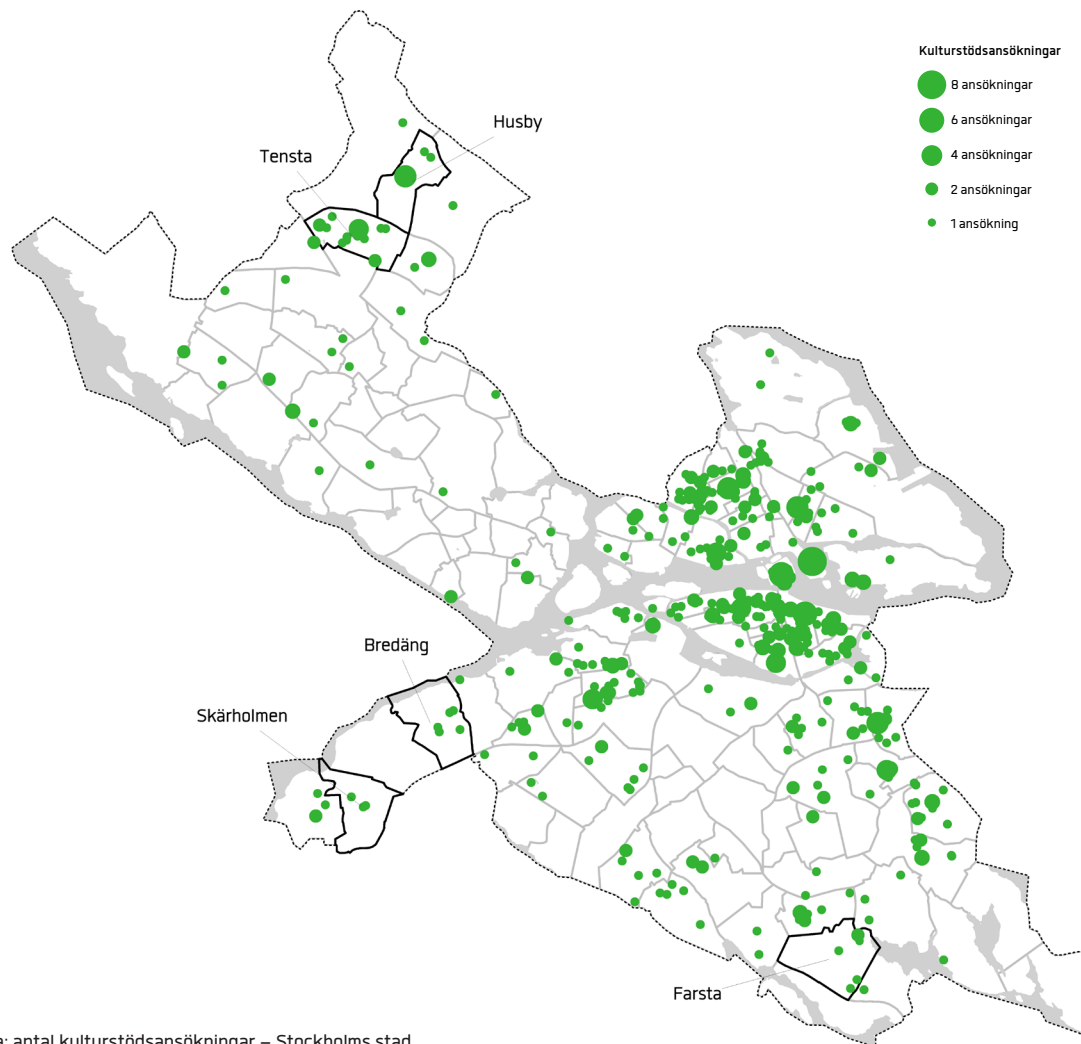 Kulturstödsansökningar
8 ansökningar
6 ansökningar
4 ansökningar
2 ansökningar
1 ansökning
Husby
Tensta
Bredäng
Skärholmen
Farsta
antal kulturstödsansökningar – Stockholms stad